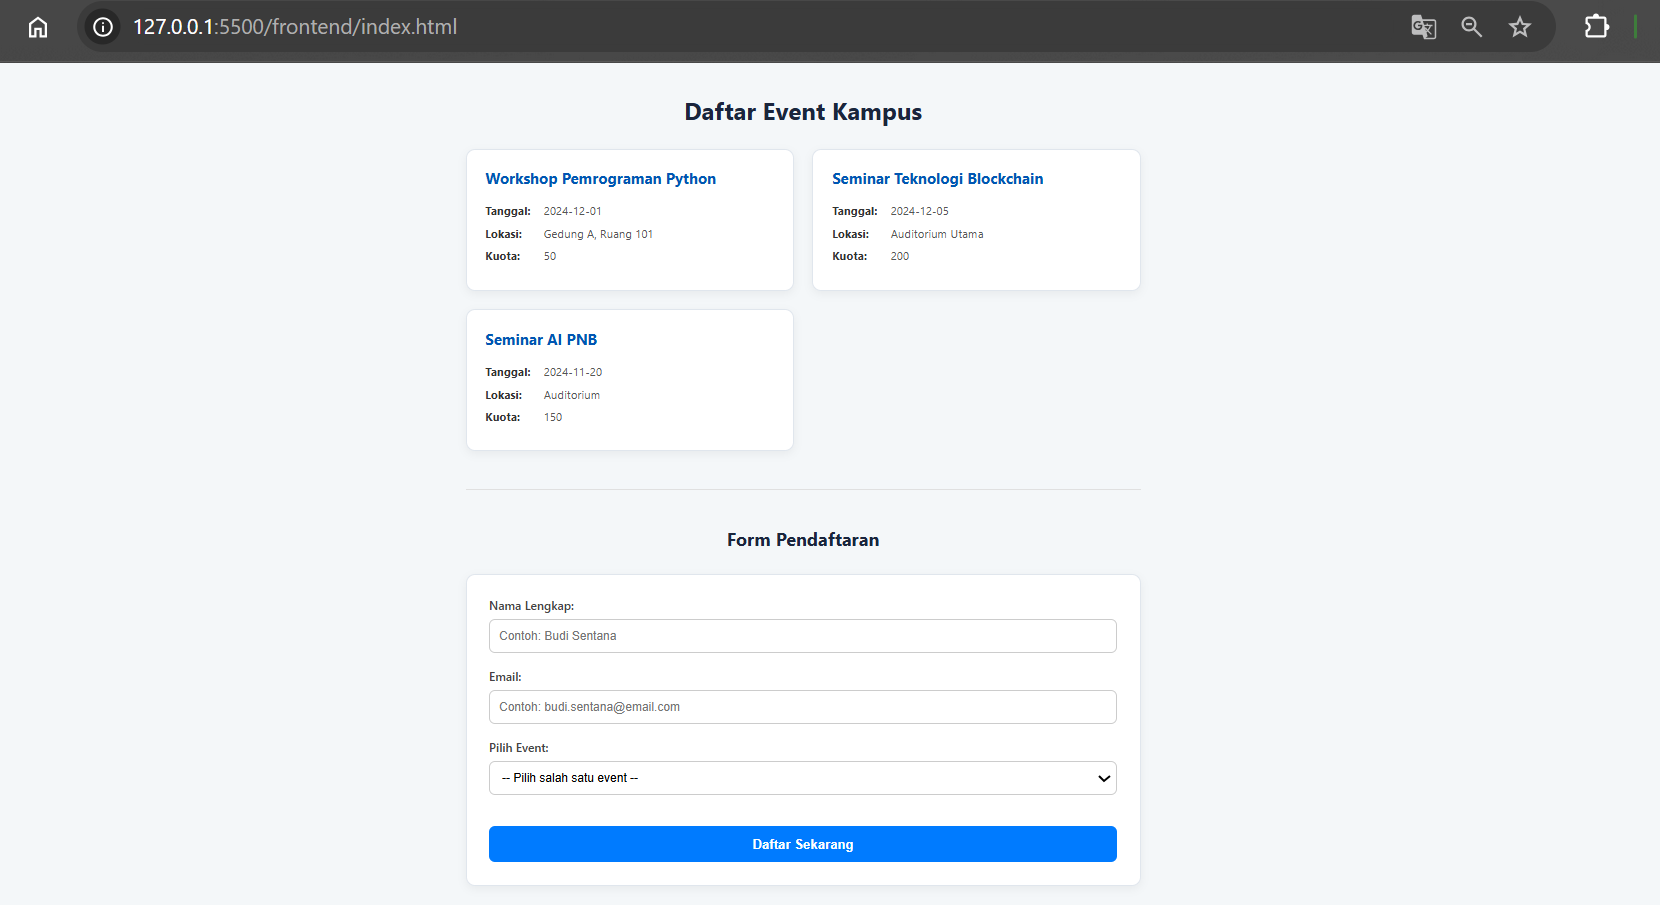 127.0.0.1:5500/frontend/index.html
Daftar Event Kampus
Workshop Pemrograman Python
Tanggal: 2024-12-01
Lokasi: Gedung A, Ruang 101
Kuota: 50
Seminar Teknologi Blockchain
Tanggal: 2024-12-05
Lokasi: Auditorium Utama
Kuota: 200
Seminar AI PNB
Tanggal: 2024-11-20
Lokasi: Auditorium
Kuota: 150
Form Pendaftaran
Nama Lengkap:
Contoh: Budi Sentana
Email:
Contoh: budi.sentana@email.com
Pilih Event:
-- Pilih salah satu event --
Daftar Sekarang